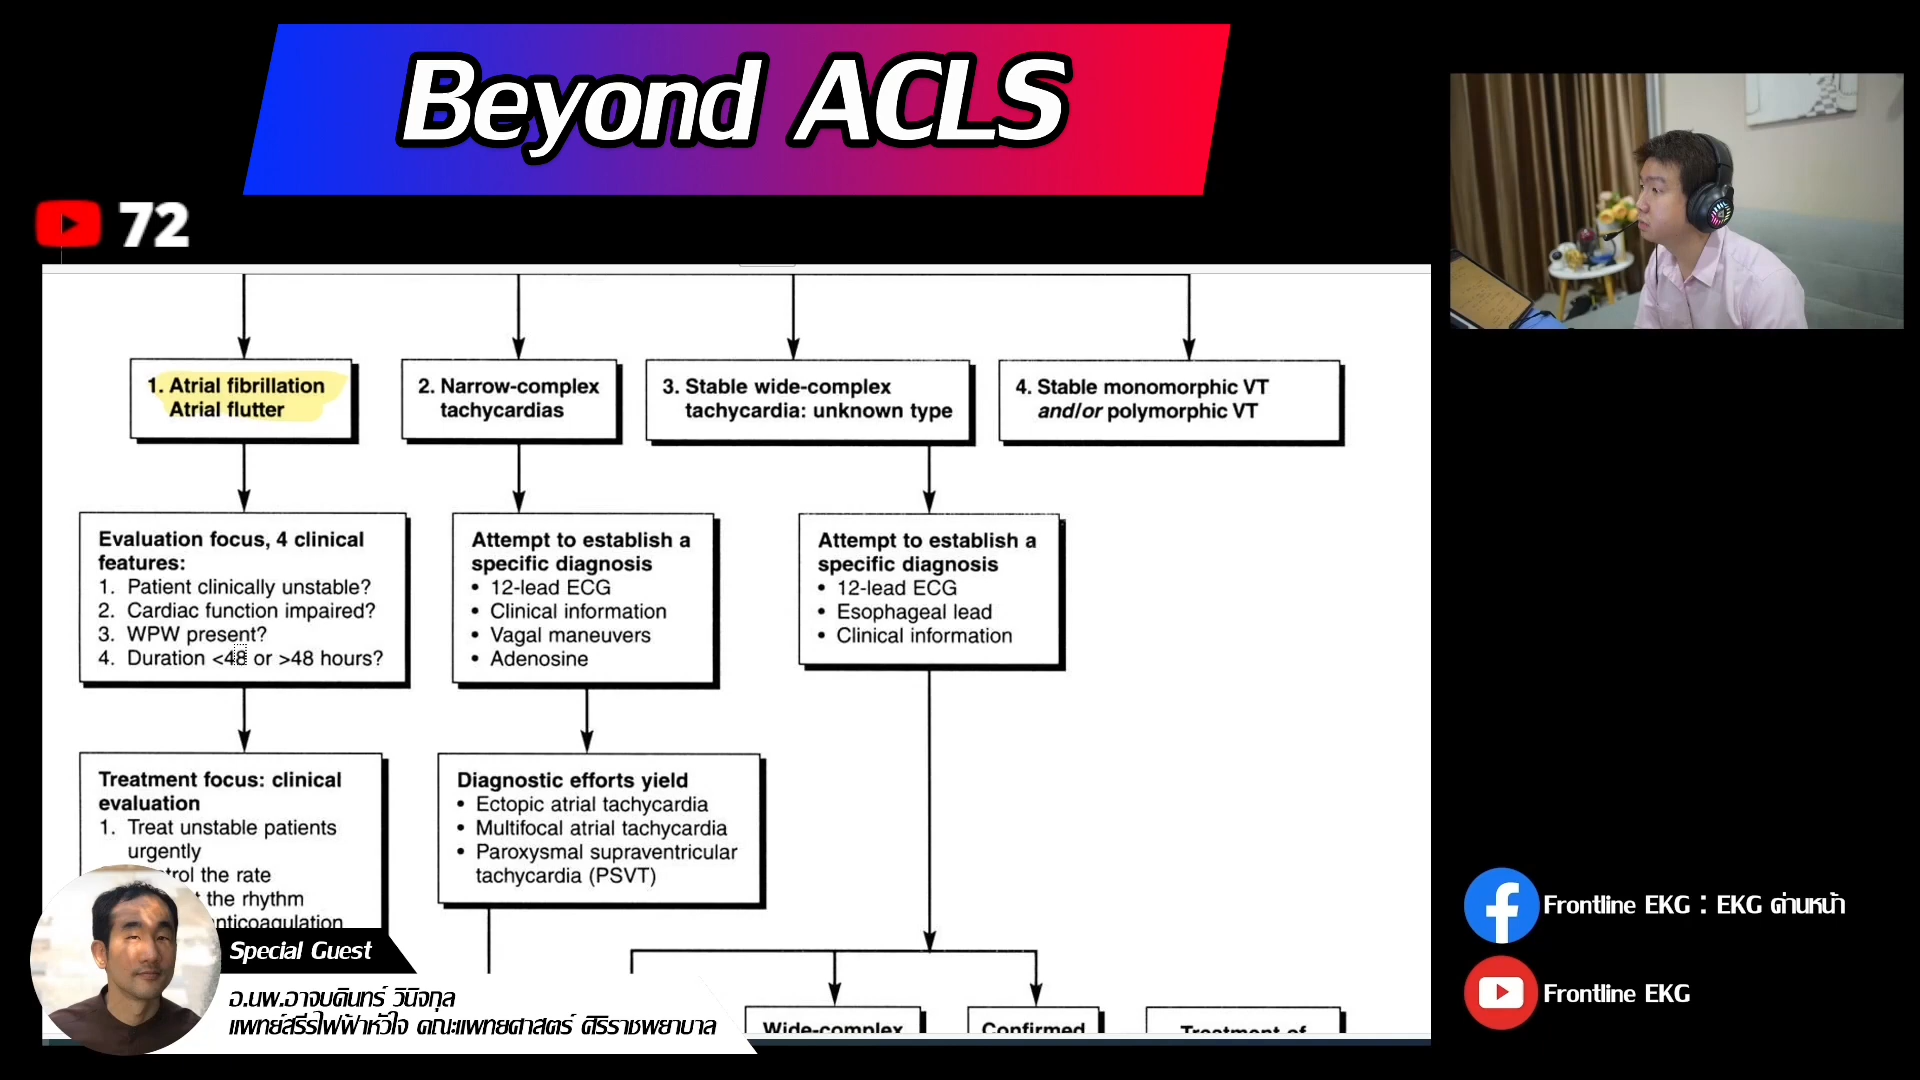 Beyond ACLS
72
1. Atrial fibrillation
Atrial flutter
2. Narrow-complex
tachycardias
3. Stable wide-complex
tachycardia: unknown type
4. Stable monomorphic VT
and/or polymorphic VT
Evaluation focus, 4 clinical
features:
1. Patient clinically unstable?
2. Cardiac function impaired?
3. WPW present?
4. Duration <48 or >48 hours?
Attempt to establish a
specific diagnosis
• 12-lead ECG
• Clinical information
• Vagal maneuvers
• Adenosine
Attempt to establish a
specific diagnosis
• 12-lead ECG
• Esophageal lead
• Clinical information
Treatment focus: clinical
evaluation
1. Treat unstable patients
urgently
the rate
the rhythm
anticoagulation
Diagnostic efforts yield
• Ectopic atrial tachycardia
• Multifocal atrial tachycardia
• Paroxysmal supraventricular
tachycardia (PSVT)
Wide-complex
Confirmed
Treatment of
Special Guest
อ.นพ.อาจบดินทร์ วินิจกุล
แพทย์สรีรไฟฟ้าหัวใจ คณะแพทยศาสตร์ ศิริราชพยาบาล
Frontline EKG : EKG ด่านหน้า
Frontline EKG